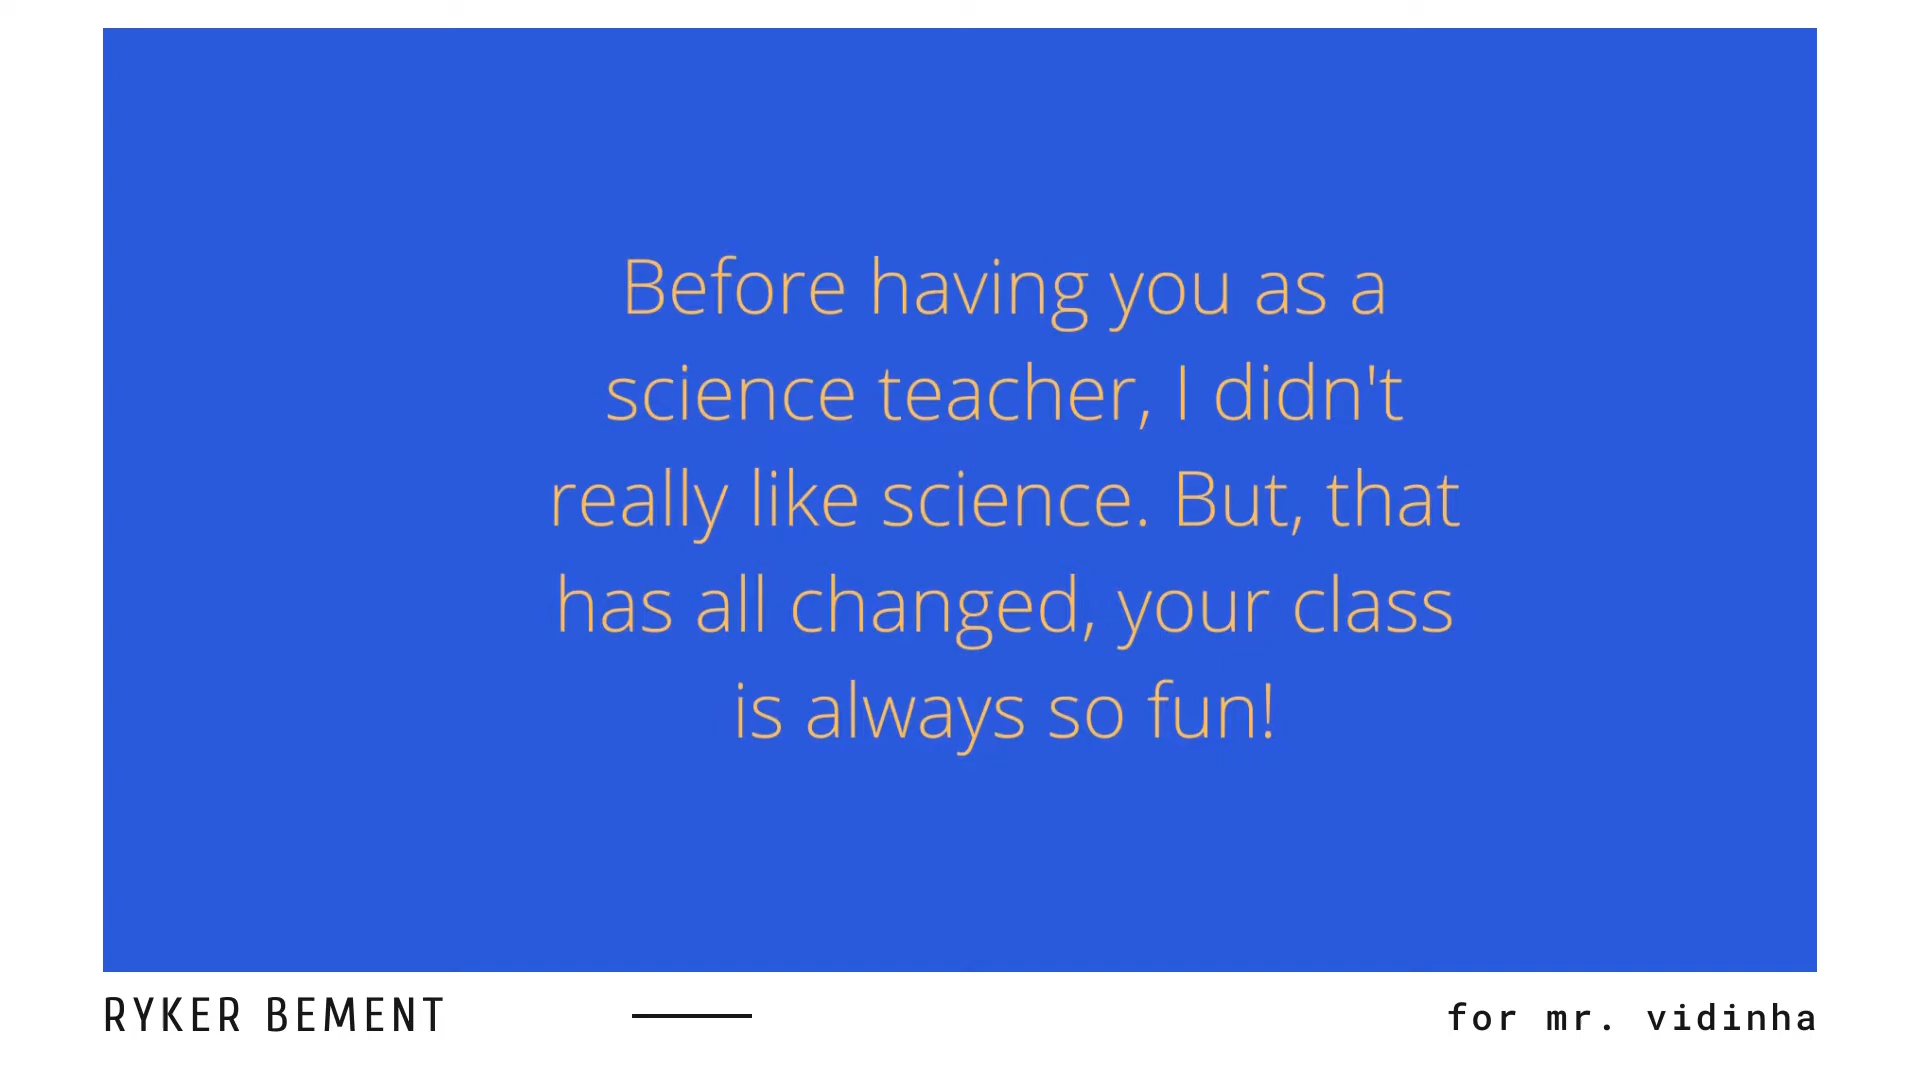 Before having you as a
science teacher, I didn't
really like science. But, that
has all changed, your class
is always so fun!
RYKER BEMENT
for mr. vidinha